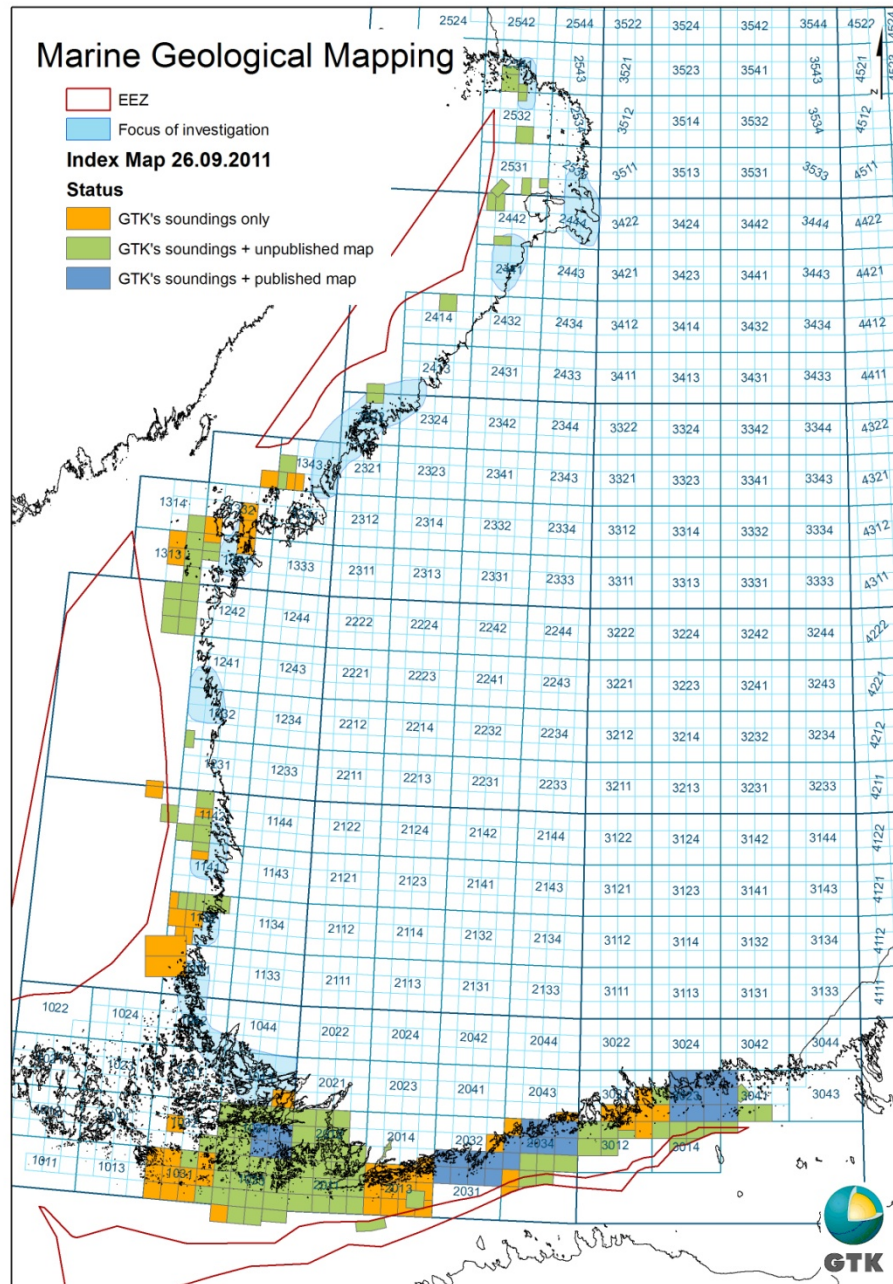 2524 2542 2544 3522 3524 3542 3544 4522 4524
Marine Geological Mapping
EEZ
Focus of investigation
Index Map 26.09.2011
Status
GTK's soundings only
GTK's soundings + unpublished map
GTK's soundings + published map
2543 3521 3523 3541 3543 4521
2532 2534 3512 3514 3532 3534 4512
2531 3511 3513 3531 3533 4511
2442 2444 3422 3424 3442 3444 4422
2441 2443 3421 3423 3441 3443 4421
2414 2432 2434 3412 3414 3432 3434 4412
2413 2431 2433 3411 3413 3431 3433 4411
2324 2342 2344 3322 3324 3342 3344 4322
1343 2321 2323 2341 2343 3321 3323 3341 3343 4321
1314 2312 2314 2332 2334 3312 3314 3332 3334 4312
1313 1333 2311 2313 2331 2333 3311 3313 3331 3333 4311
1242 1244 2222 2224 2242 2244 3222 3224 3242 3244 4222
1241 1243 2221 2223 2241 2243 3221 3223 3241 3243 4221
1232 1234 2212 2214 2232 2234 3212 3214 3232 3234 4212
1231 1233 2211 2213 2231 2233 3211 3213 3231 3233 4211
1142 1144 2122 2124 2142 2144 3122 3124 3142 3144 4122
1141 1143 2121 2123 2141 2143 3121 3123 3141 3143 4121
1134 2112 2114 2132 2134 3112 3114 3132 3134 4112
1133 2111 2113 2131 2133 3111 3113 3131 3133 4111
1022 1024 1044 2022 2024 2042 2044 3022 3024 3042 3044
2021 2023 2041 2043 3023 3041 3043
2014 2032 2034 3012 3014
1011 1013 1031 2011 2013 2031
GTK